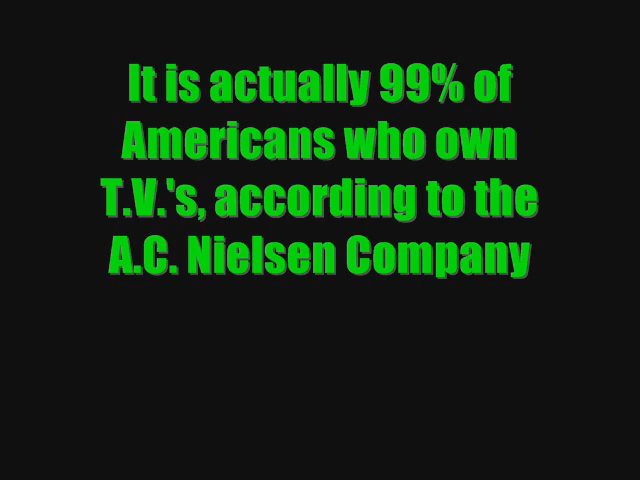 It is actually 99% of
Americans who own
T.V.'s, according to the
A.C. Nielsen Company